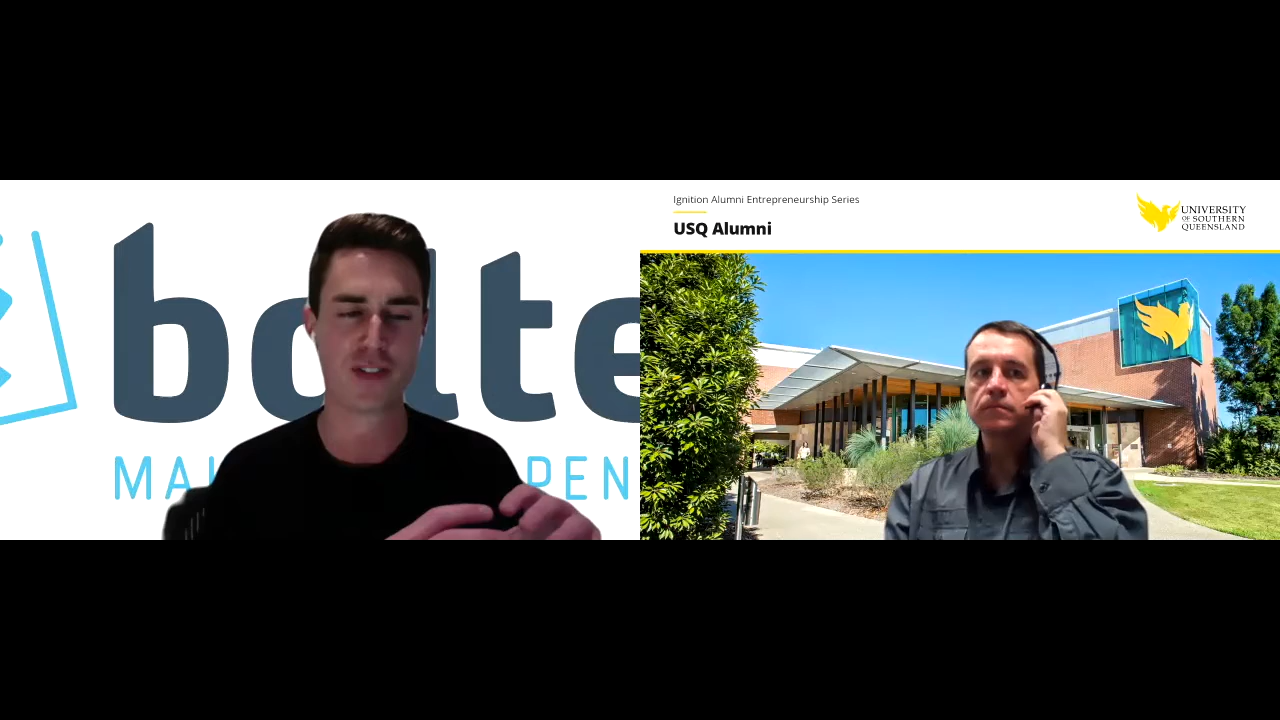 Ignition Alumni Entrepreneurship Series
USQ Alumni
UNIVERSITY
OF SOUTHERN
QUEENSLAND